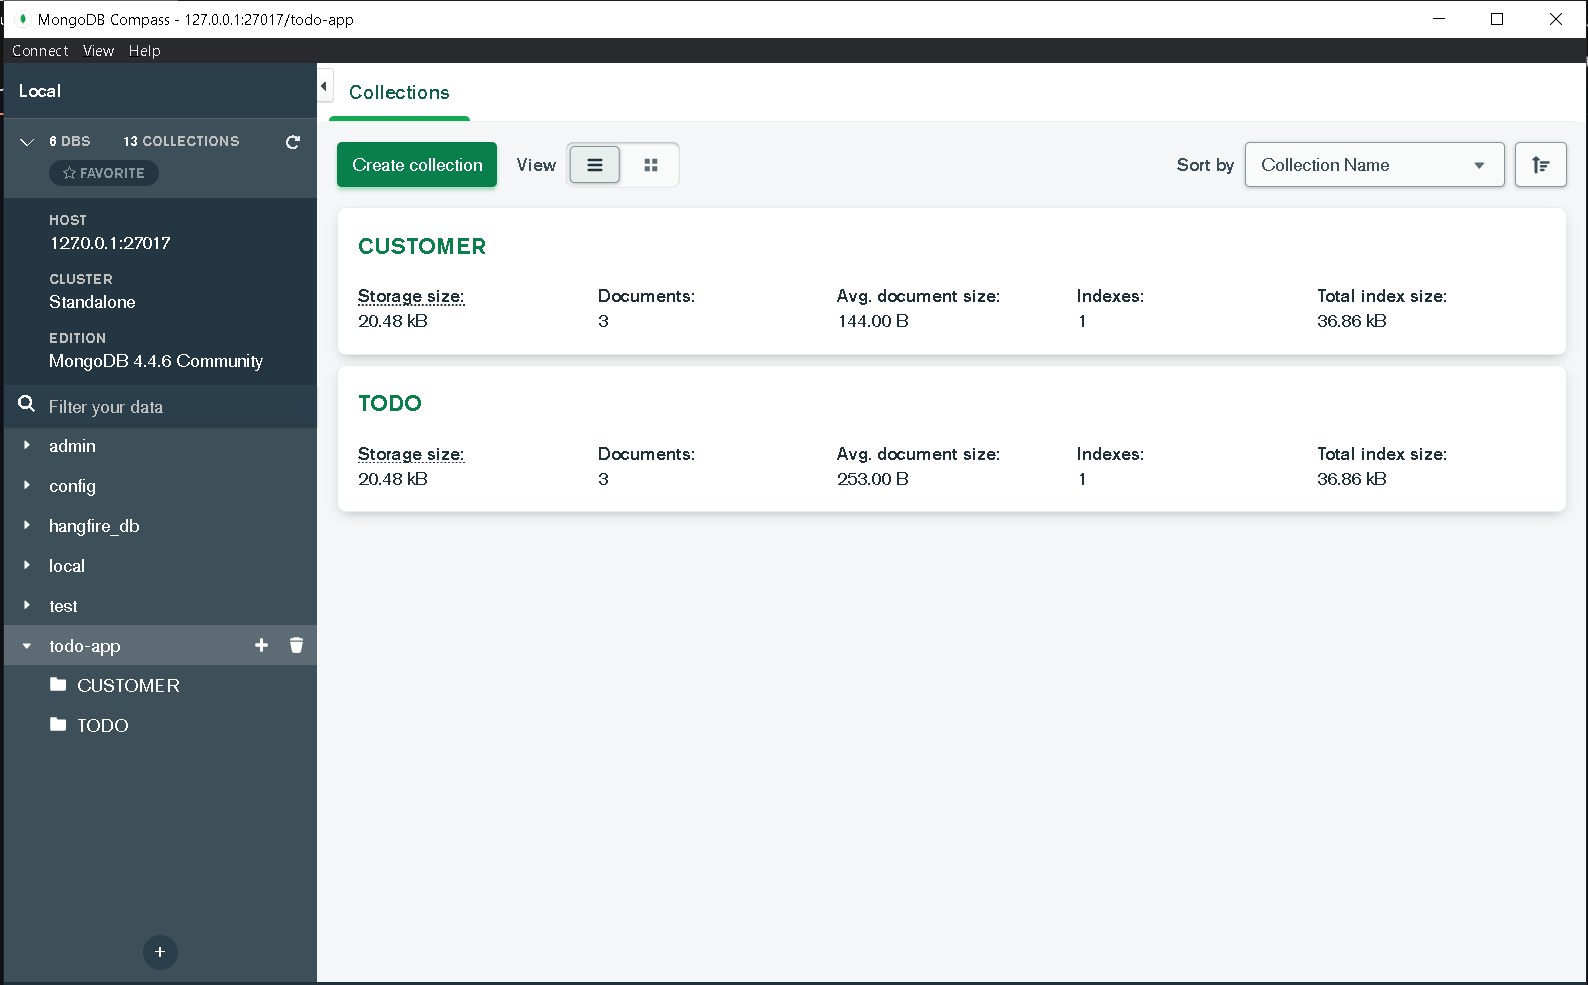 MongoDB Compass - 127.0.0.1:27017/todo-app
Connect View Help
Local
6 DBS 13 COLLECTIONS
FAVORITE
HOST
127.0.0.1:27017
CLUSTER
Standalone
EDITION
MongoDB 4.4.6 Community
Filter your data
admin
config
hangfire_db
local
test
todo-app
CUSTOMER
TODO
+
Collections
Create collection View Sort by Collection Name
CUSTOMER
Storage size: Documents: Avg. document size: Indexes: Total index size:
20.48 kB 3 144.00 B 1 36.86 kB
TODO
Storage size: Documents: Avg. document size: Indexes: Total index size:
20.48 kB 3 253.00 B 1 36.86 kB